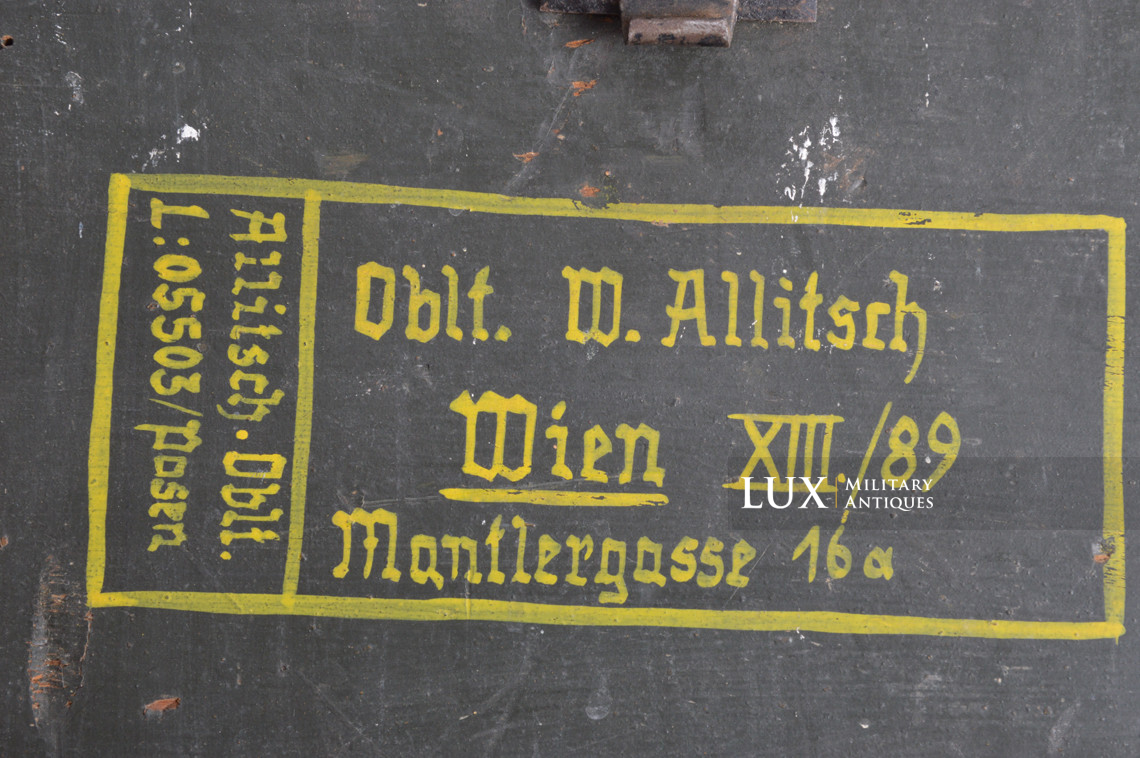 Allitsch. Oblt.
L:05503/Posen
Oblt. W. Allitsch
Wien XIII./89
Mantlergasse 16a
LUX MILITARY
ANTIQUES